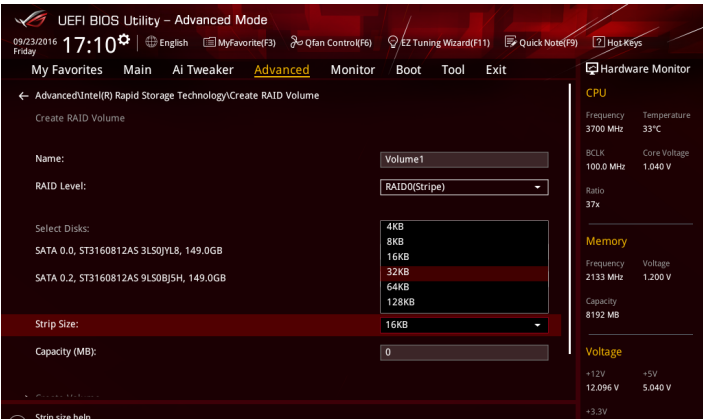 UEFI BIOS Utility – Advanced Mode
09/23/2016 Friday 17:10 English MyFavorite(F3) Qfan Control(F6) EZ Tuning Wizard(F11) Quick Note(F9) ? Hot Keys
My Favorites Main Ai Tweaker Advanced Monitor Boot Tool Exit
← Advanced\Intel(R) Rapid Storage Technology\Create RAID Volume
Create RAID Volume
Name: Volume1
RAID Level: RAID0(Stripe)
Select Disks:
SATA 0.0, ST3160812AS 3LS0JYL8, 149.0GB
SATA 0.2, ST3160812AS 9LS0BJ5H, 149.0GB
4KB
8KB
16KB
32KB
64KB
128KB
Strip Size: 16KB
Capacity (MB): 0
Create Volume
Strip size help
Hardware Monitor
CPU
Frequency Temperature
3700 MHz 33°C
BCLK Core Voltage
100.0 MHz 1.040 V
Ratio
37x
Memory
Frequency Voltage
2133 MHz 1.200 V
Capacity
8192 MB
Voltage
+12V +5V
12.096 V 5.040 V
+3.3V